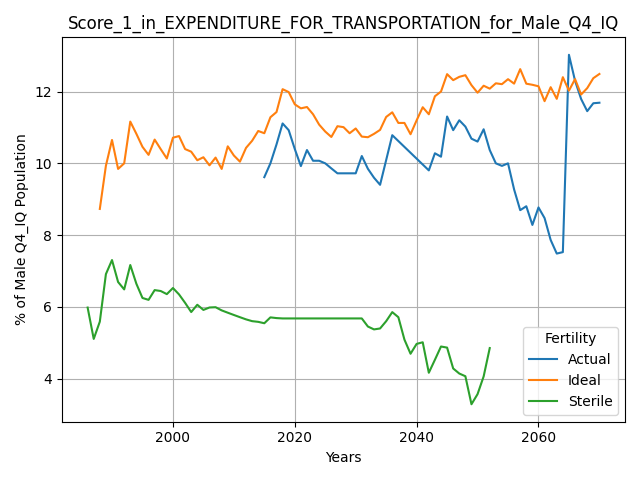 Score_1_in_EXPENDITURE_FOR_TRANSPORTATION_for_Male_Q4_IQ
% of Male Q4_IQ Population
12
10
8
6
4
2000
2020
2040
2060
Years
Fertility
Actual
Ideal
Sterile